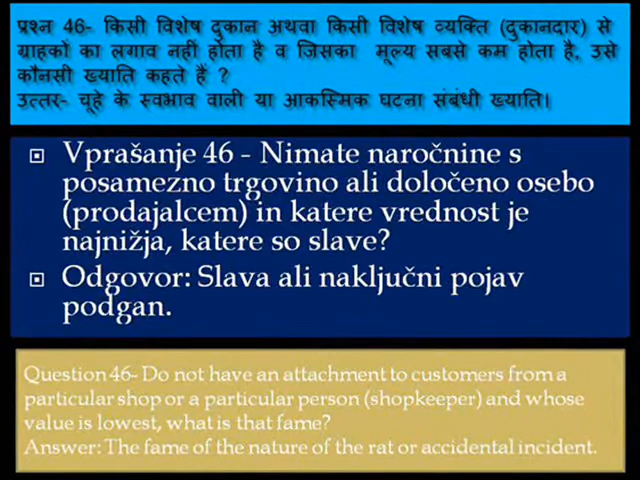 प्रश्न 46- किसी विशेष दुकान अथवा किसी विशेष व्यक्ति (दुकानदार) से
ग्राहकों का लगाव नहीं होता है व जिसका मूल्य सबसे कम होता है, उसे
कौनसी ख्याति कहते हैं ?
उत्तर- चूहे के स्वभाव वाली या आकस्मिक घटना संबंधी ख्याति।
Vprašanje 46 - Nimate naročnine s
posamezno trgovino ali določeno osebo
(prodajalcem) in katere vrednost je
najnižja, katere so slave?
Odgovor: Slava ali naključni pojav
podgan.
Question 46- Do not have an attachment to customers from a
particular shop or a particular person (shopkeeper) and whose
value is lowest, what is that fame?
Answer: The fame of the nature of the rat or accidental incident.